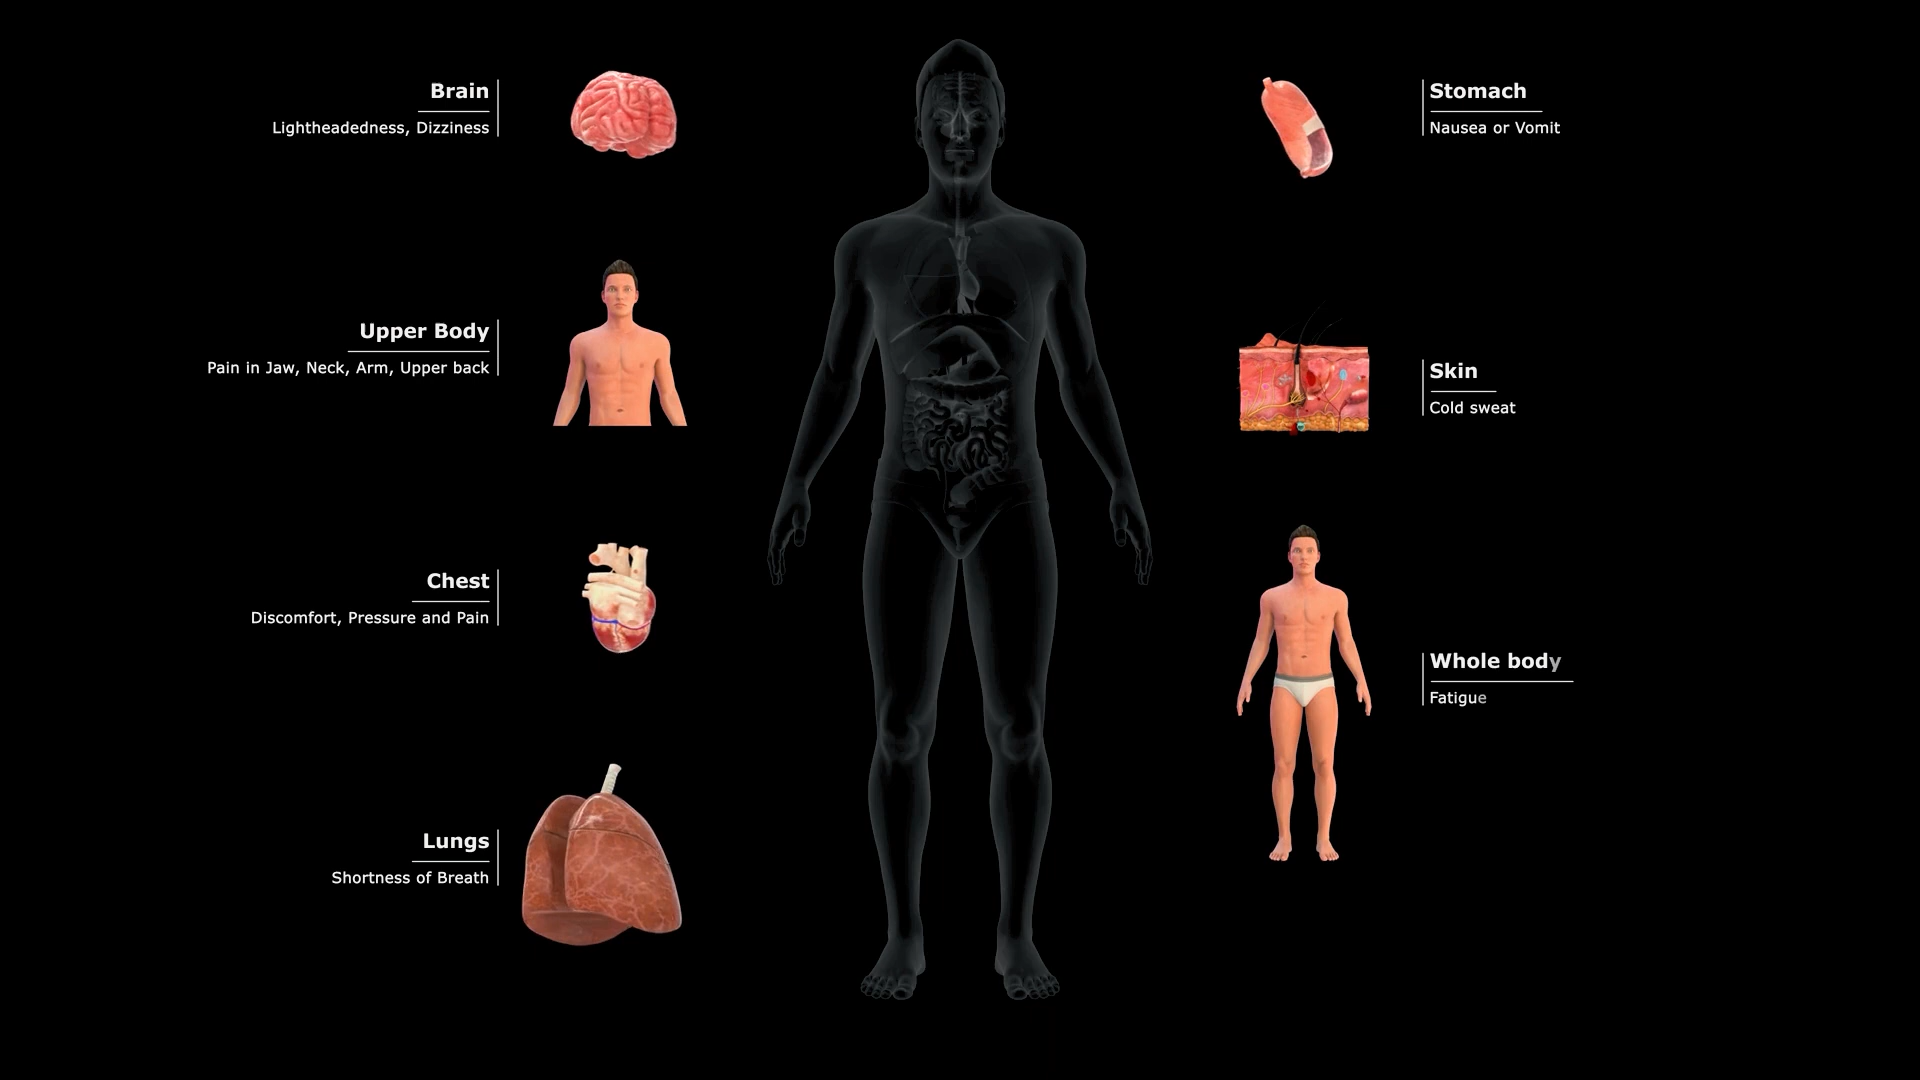 Brain
Lightheadedness, Dizziness
Upper Body
Pain in Jaw, Neck, Arm, Upper back
Chest
Discomfort, Pressure and Pain
Lungs
Shortness of Breath
Stomach
Nausea or Vomit
Skin
Cold sweat
Whole body
Fatigue